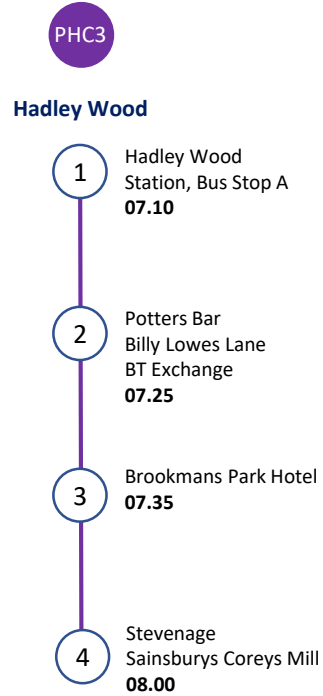 PHC3
Hadley Wood
1
Hadley Wood
Station, Bus Stop A
07.10
2
Potters Bar
Billy Lowes Lane
BT Exchange
07.25
3
Brookmans Park Hotel
07.35
4
Stevenage
Sainsburys Coreys Mill
08.00